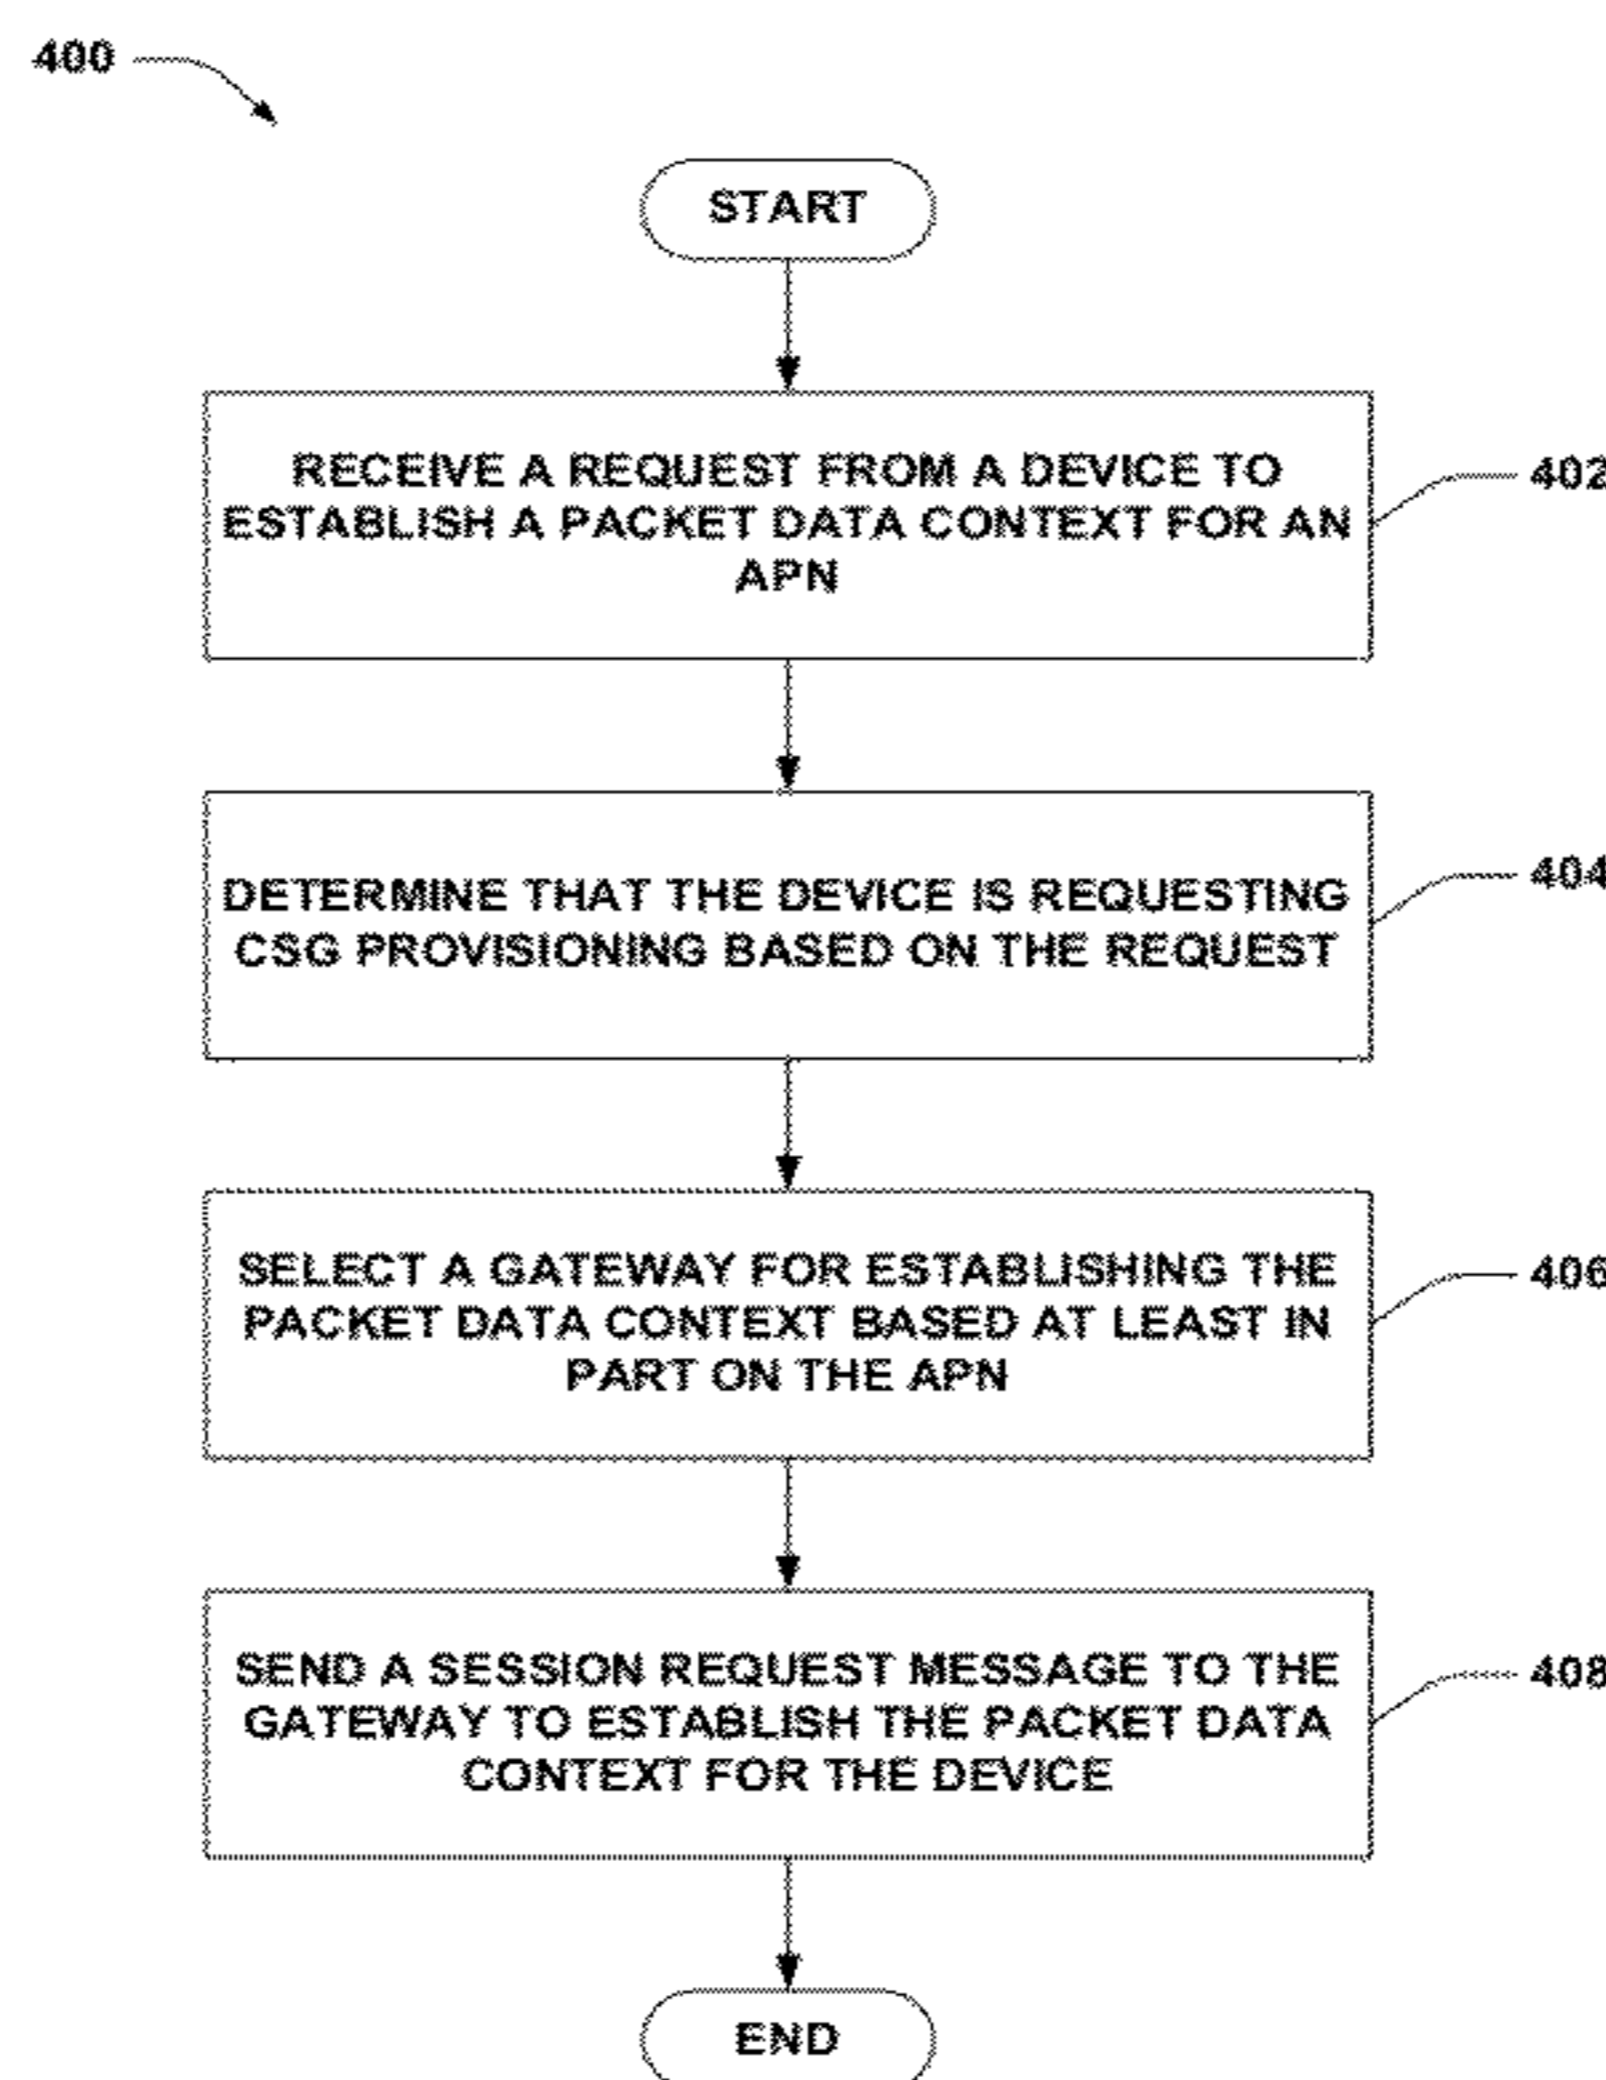 400
START
RECEIVE A REQUEST FROM A DEVICE TO
ESTABLISH A PACKET DATA CONTEXT FOR AN
APN
402
DETERMINE THAT THE DEVICE IS REQUESTING
CSG PROVISIONING BASED ON THE REQUEST
404
SELECT A GATEWAY FOR ESTABLISHING THE
PACKET DATA CONTEXT BASED AT LEAST IN
PART ON THE APN
406
SEND A SESSION REQUEST MESSAGE TO THE
GATEWAY TO ESTABLISH THE PACKET DATA
CONTEXT FOR THE DEVICE
408
END